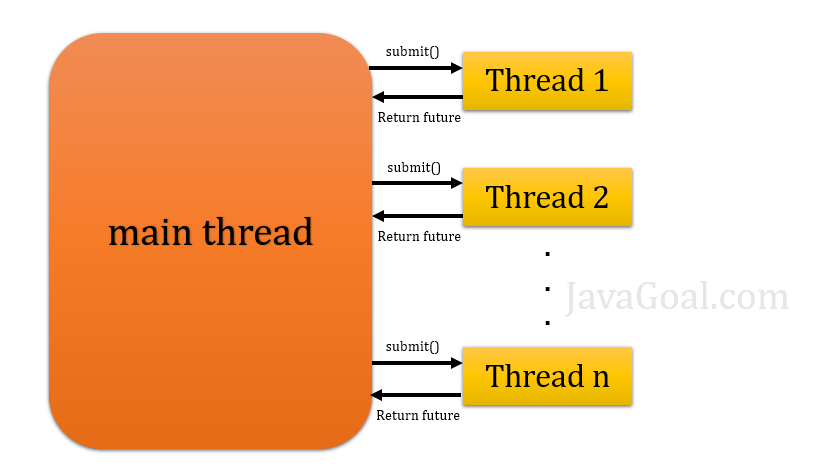 submit()
Thread 1
Return future
submit()
Thread 2
Return future
main thread
.
.
.
JavaGoal.com
submit()
Thread n
Return future